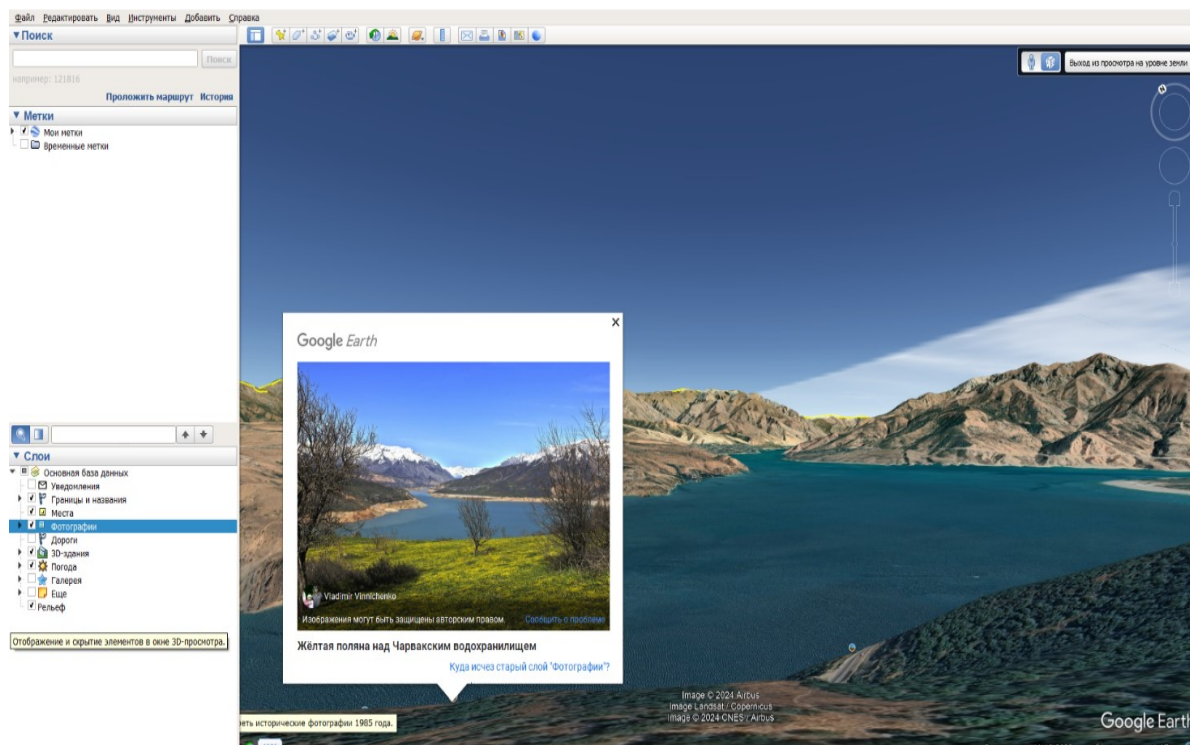 Файл Редактировать Вид Инструменты Добавить Справка
Поиск
Поиск
например: 121816
Проложить маршрут История
Метки
Мои метки
Временные метки
Слои
Основная база данных
Уведомления
Границы и названия
Места
Фотографии
Дороги
3D-здания
Погода
Галерея
Еще
Рельеф
Отображение и скрытие элементов в окне 3D-просмотра.
Выход из просмотра на уровне земли
Google Earth
Vladimir Vinnichenko
Изображения могут быть защищены авторским правом. Сообщить о проблеме
Жёлтая поляна над Чарвакским водохранилищем
Куда исчез старый слой "Фотографии"?
исторические фотографии 1985 года.
Image © 2024 Airbus
Image Landsat / Copernicus
Image © 2024 CNES / Airbus
Google Earth